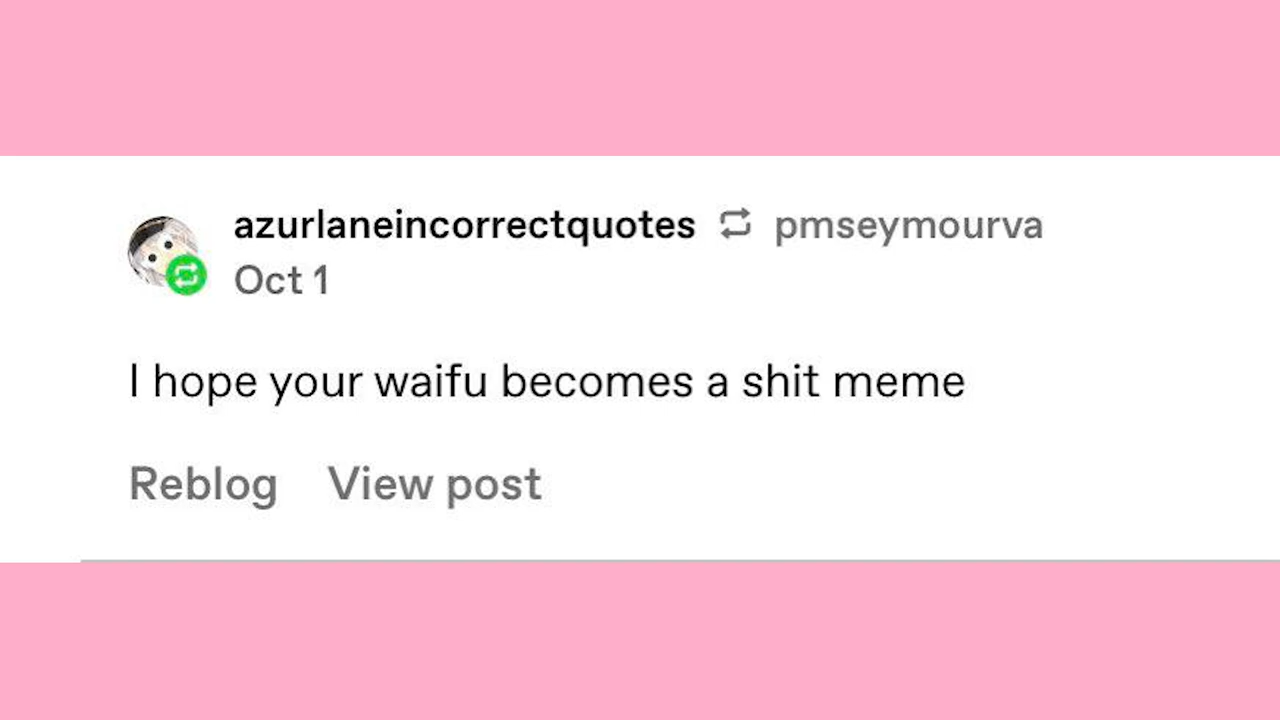 azurlaneincorrectquotes pmseymourva
Oct 1
I hope your waifu becomes a shit meme
Reblog View post